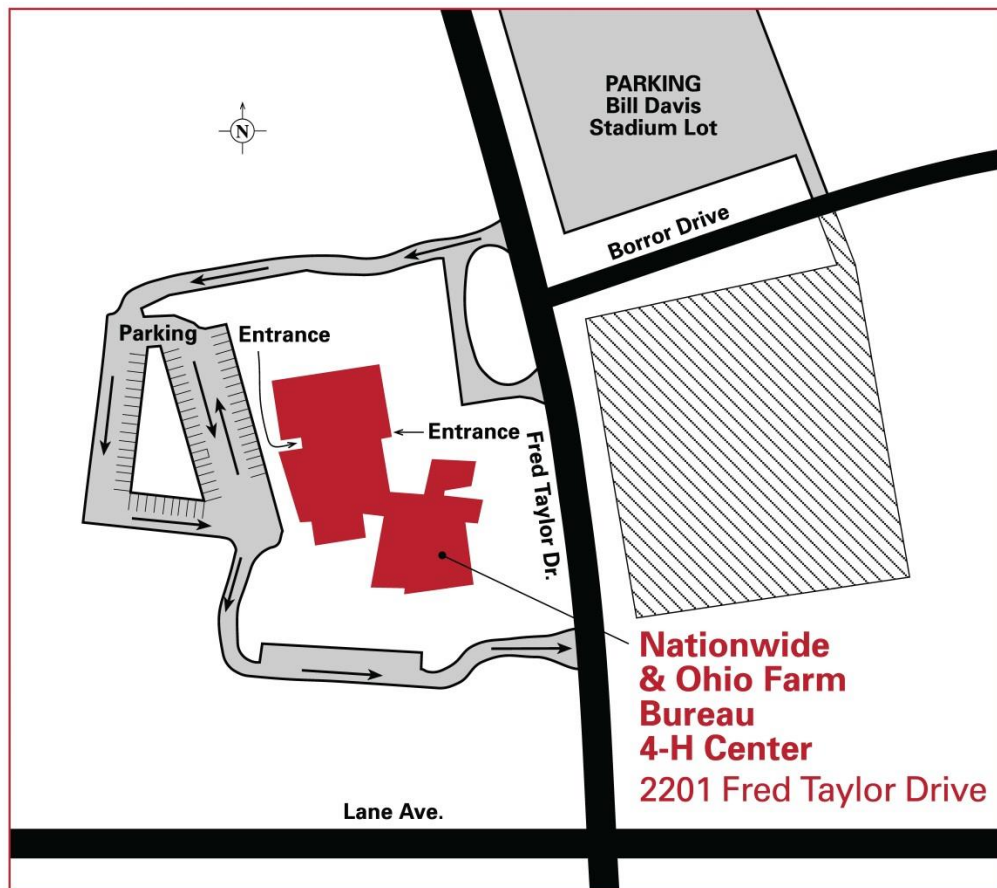 PARKING
Bill Davis
Stadium Lot
N
Borror Drive
Parking
Entrance
Entrance
Fred Taylor Dr.
Nationwide
& Ohio Farm
Bureau
4-H Center
2201 Fred Taylor Drive
Lane Ave.